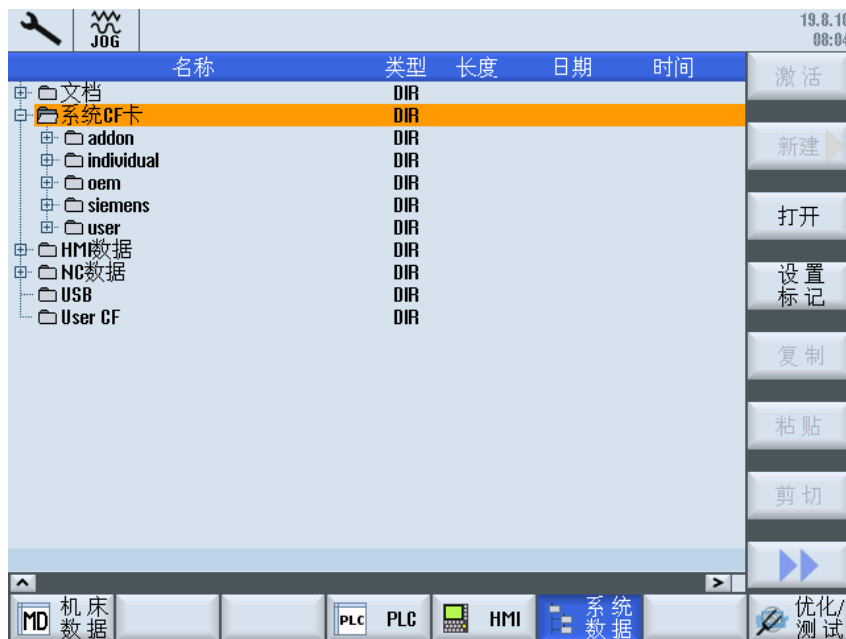 JOG
19.8.10
08:04
名称 类型 长度 日期 时间
文档 DIR
系统CF卡 DIR
addon DIR
individual DIR
oem DIR
siemens DIR
user DIR
HMI数据 DIR
NC数据 DIR
USB DIR
User CF DIR
激活
新建
打开
设置
标记
复制
粘贴
剪切
MD 机床
数据
PLC PLC
HMI
系统
数据
优化/
测试